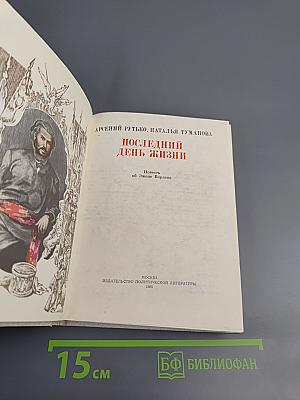 АРСЕНИЙ РУТЬКО, НАТАЛЬЯ ТУМАНОВА
ПОСЛЕДНИЙ
ДЕНЬ ЖИЗНИ
Повесть
об Эжене Варлене
МОСКВА
ИЗДАТЕЛЬСТВО ПОЛИТИЧЕСКОЙ ЛИТЕРАТУРЫ
15 см
БФ БИБЛИОФАН